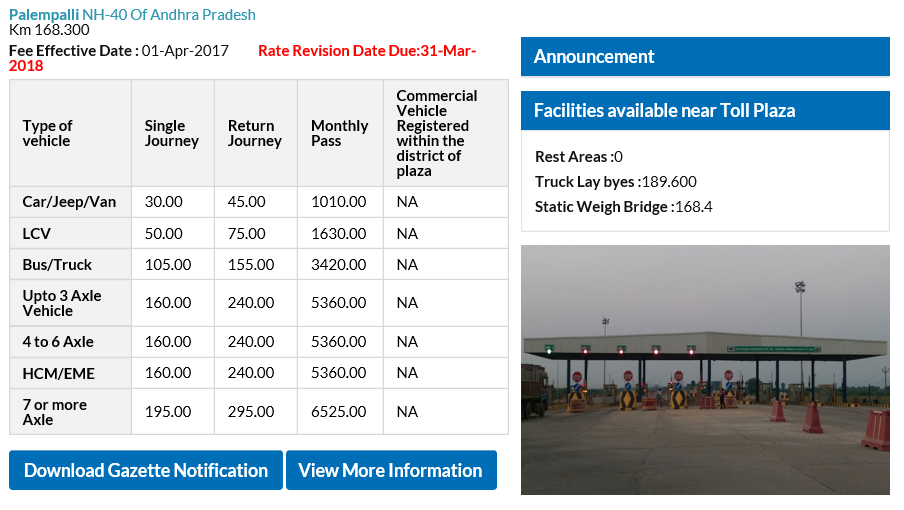 Palempalli NH-40 Of Andhra Pradesh
Km 168.300
Fee Effective Date : 01-Apr-2017 Rate Revision Date Due:31-Mar-
2018
Type of vehicle Single Journey Return Journey Monthly Pass Commercial Vehicle Registered within the district of plaza
Car/Jeep/Van 30.00 45.00 1010.00 NA
LCV 50.00 75.00 1630.00 NA
Bus/Truck 105.00 155.00 3420.00 NA
Upto 3 Axle Vehicle 160.00 240.00 5360.00 NA
4 to 6 Axle 160.00 240.00 5360.00 NA
HCM/EME 160.00 240.00 5360.00 NA
7 or more Axle 195.00 295.00 6525.00 NA
Download Gazette Notification View More Information
Announcement
Facilities available near Toll Plaza
Rest Areas :0
Truck Lay byes :189.600
Static Weigh Bridge :168.4